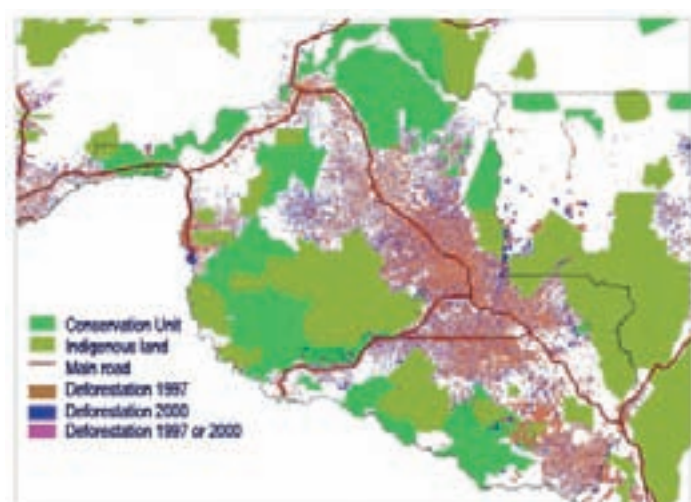 Conservation Unit
Indigenous land
Main road
Deforestation 1997
Deforestation 2000
Deforestation 1997 or 2000